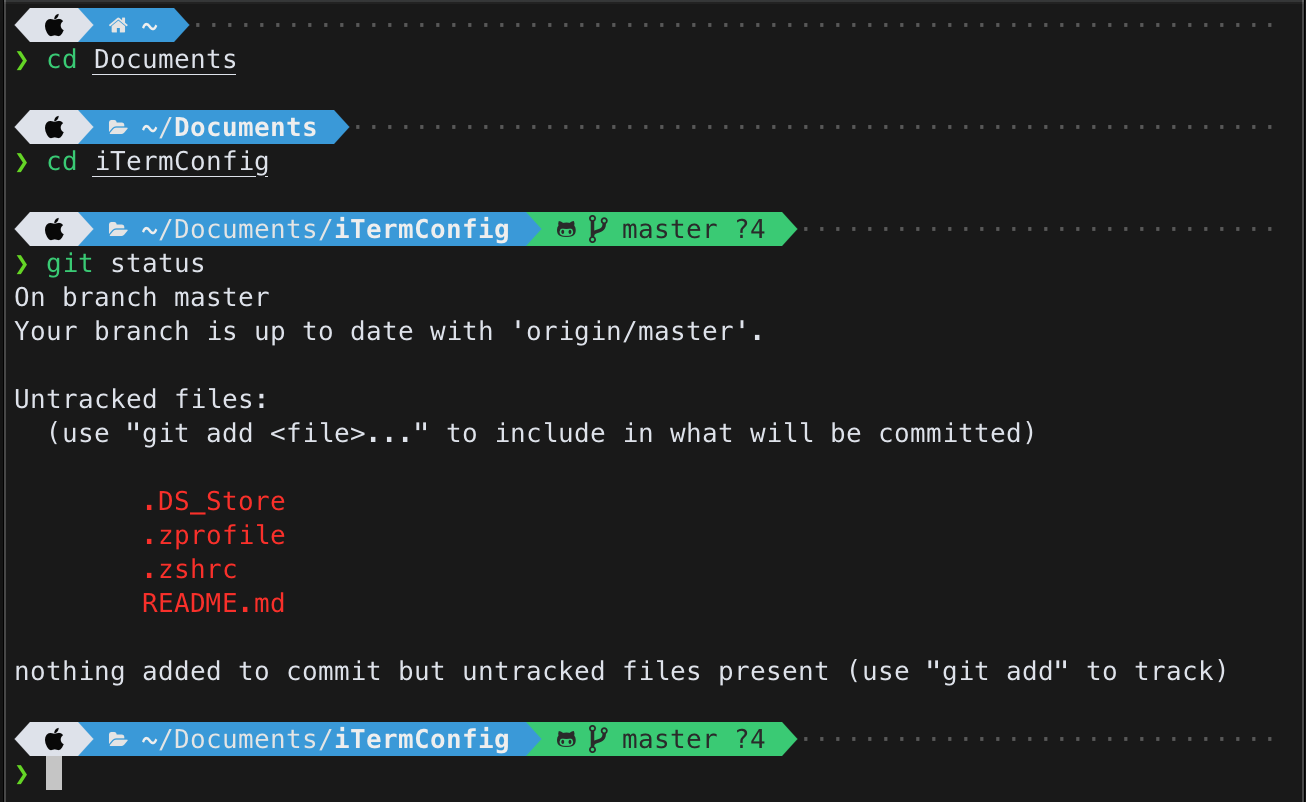 ~
❯ cd Documents
~/Documents
❯ cd iTermConfig
~/Documents/iTermConfig master ?4
❯ git status
On branch master
Your branch is up to date with 'origin/master'.
Untracked files:
  (use "git add <file>..." to include in what will be committed)
        .DS_Store
        .zprofile
        .zshrc
        README.md
nothing added to commit but untracked files present (use "git add" to track)
~/Documents/iTermConfig master ?4
❯